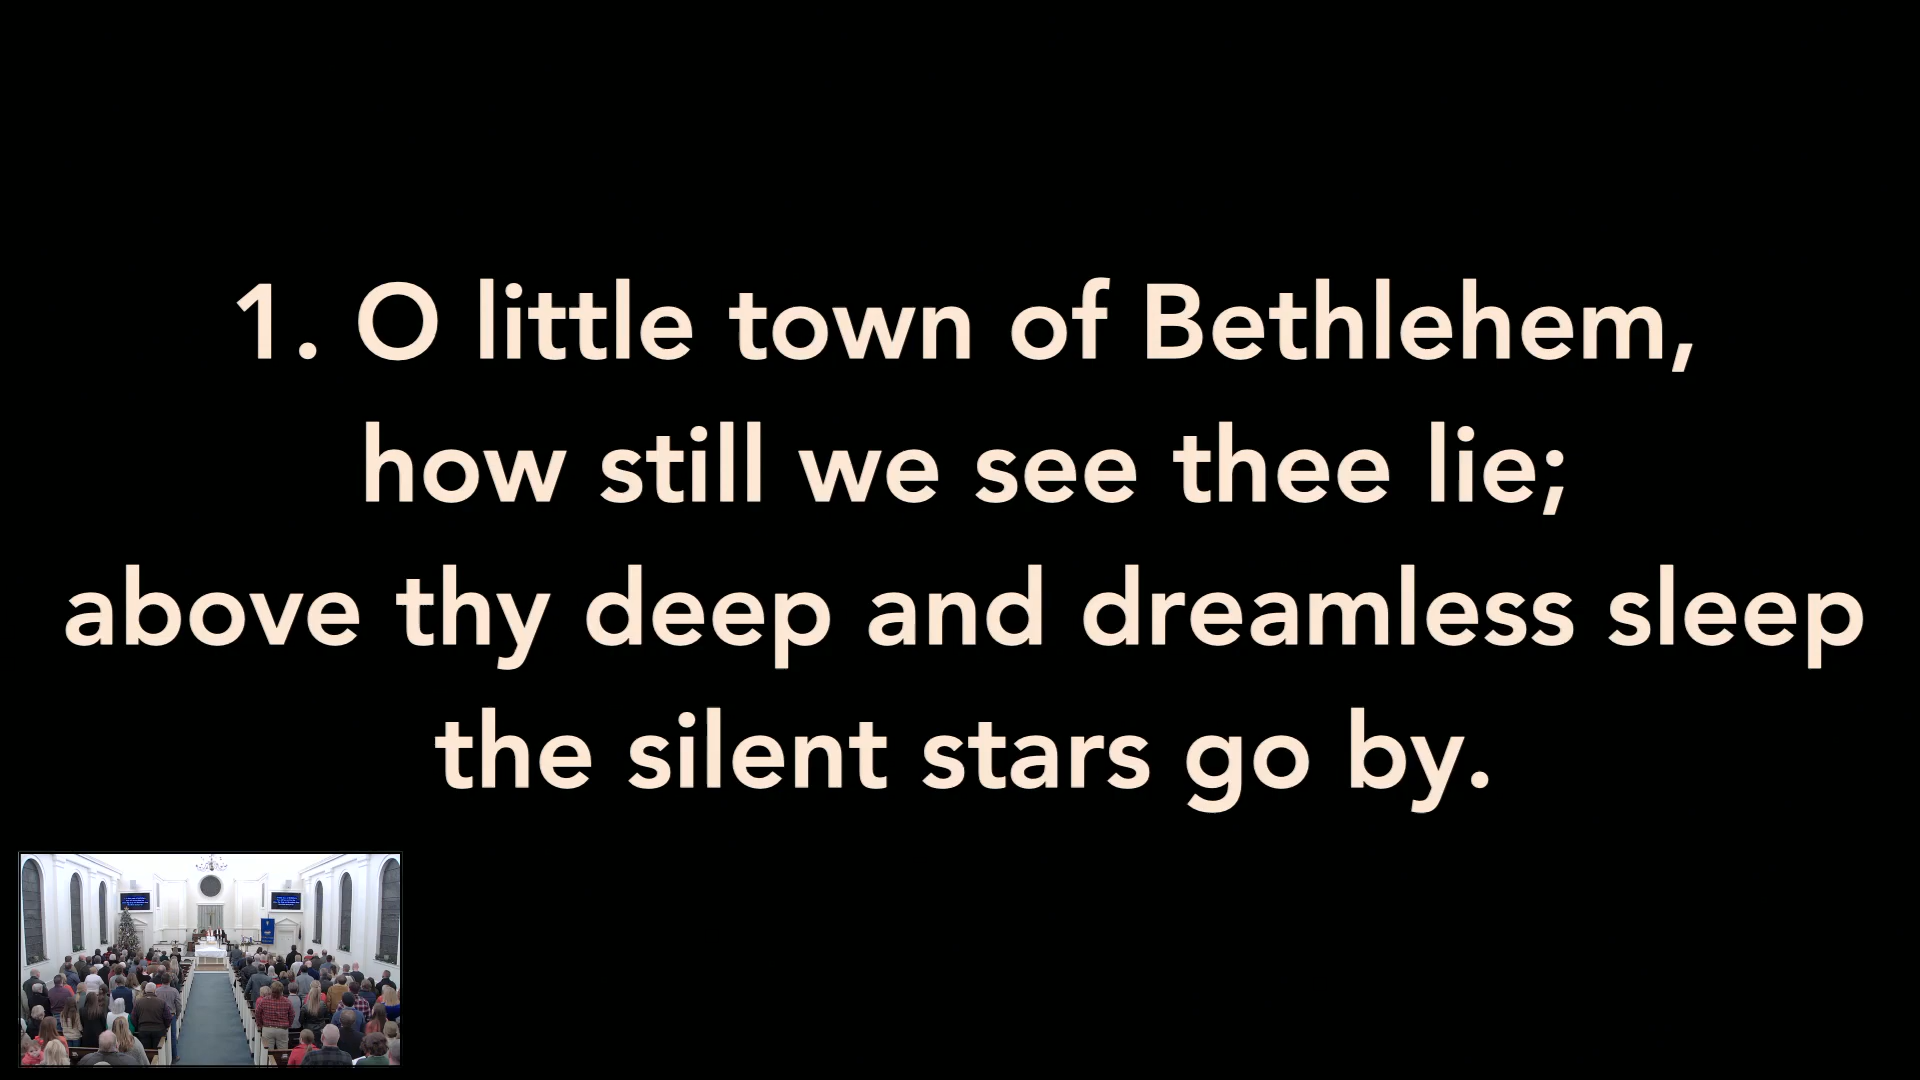 1. O little town of Bethlehem,
how still we see thee lie;
above thy deep and dreamless sleep
the silent stars go by.